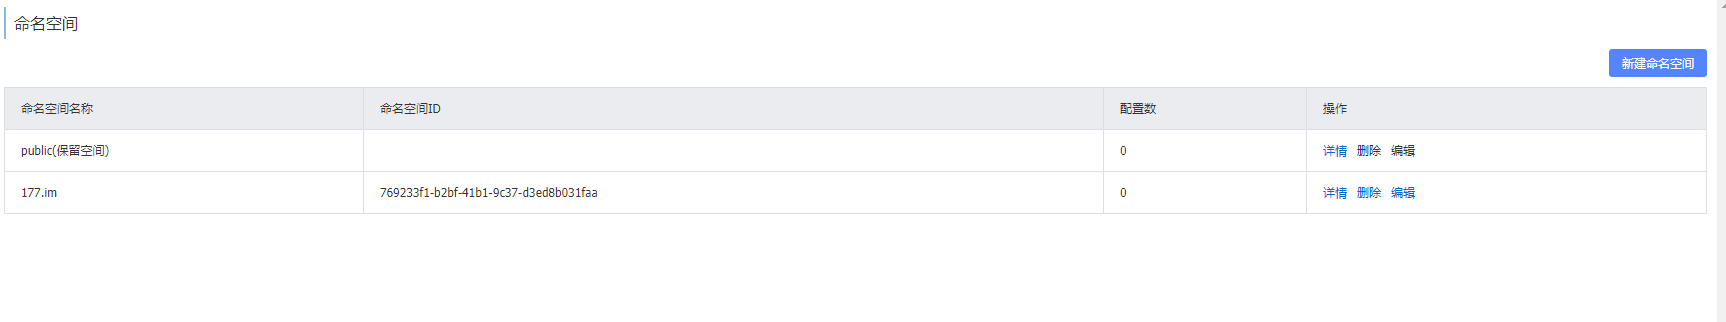 命名空间
新建命名空间
命名空间名称 命名空间ID 配置数 操作
public(保留空间) 0 详情 删除 编辑
177.im 769233f1-b2bf-41b1-9c37-d3ed8b031faa 0 详情 删除 编辑